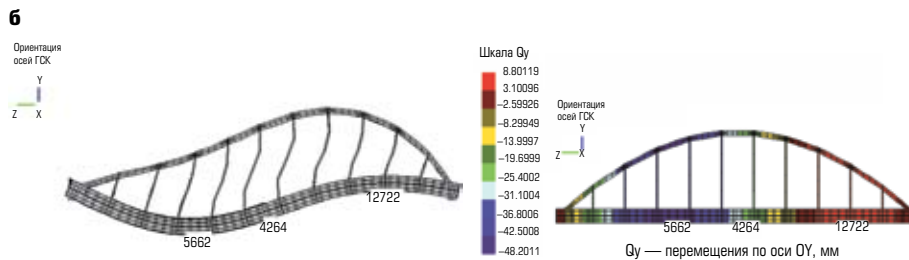 б
Ориентация
осей ГСК
Y
Z X
5662
4264
12722
Шкала Qy
8.80119
3.10096
–2.59926
–8.29949
–13.9997
–19.6999
–25.4002
–31.1004
–36.8006
–42.5008
–48.2011
Ориентация
осей ГСК
Y
Z X
5662 4264 12722
Qy — перемещения по оси OY, мм